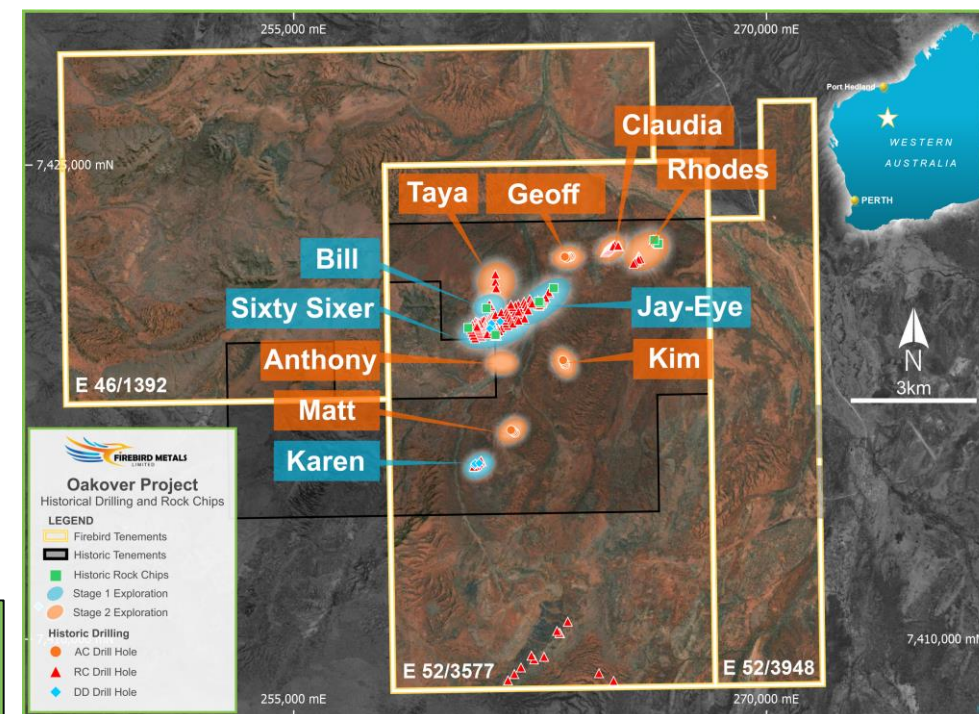 255,000 mE
270,000 mE
Port Hedland
WESTERN
AUSTRALIA
PERTH
7,425,000 mN
Claudia
Rhodes
Taya
Geoff
Bill
Sixty Sixer
Jay-Eye
Anthony
Kim
Matt
Karen
N
3km
E 46/1392
FIREBIRD METALS
LIMITED
Oakover Project
Historical Drilling and Rock Chips
LEGEND
Firebird Tenements
Historic Tenements
Historic Rock Chips
Stage 1 Exploration
Stage 2 Exploration
Historic Drilling
AC Drill Hole
RC Drill Hole
DD Drill Hole
7,410,000 mN
E 52/3577
E 52/3948
255,000 mE
270,000 mE